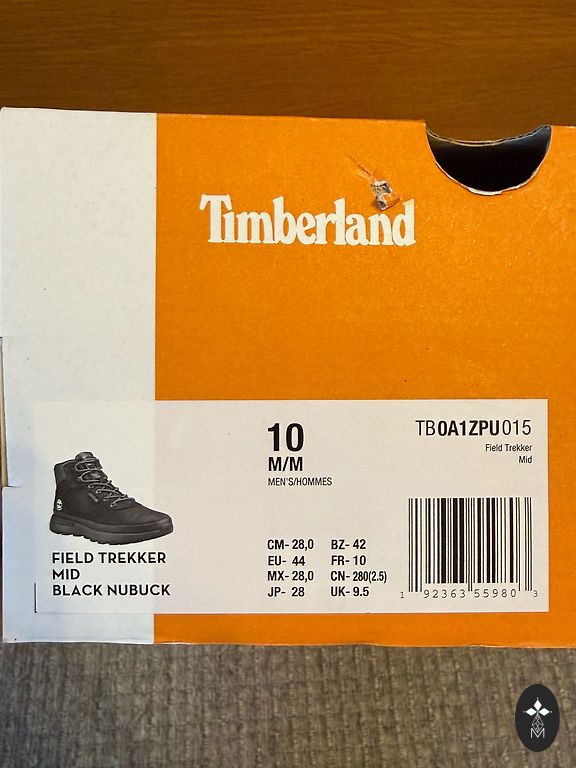 Timberland
10
M/M
MEN'S/HOMMES
TB0A1ZPU015
Field Trekker
Mid
FIELD TREKKER
MID
BLACK NUBUCK
CM- 28,0 BZ- 42
EU- 44 FR- 10
MX- 28,0 CN- 280(2.5)
JP- 28 UK- 9.5
1 92363 55980 3
M